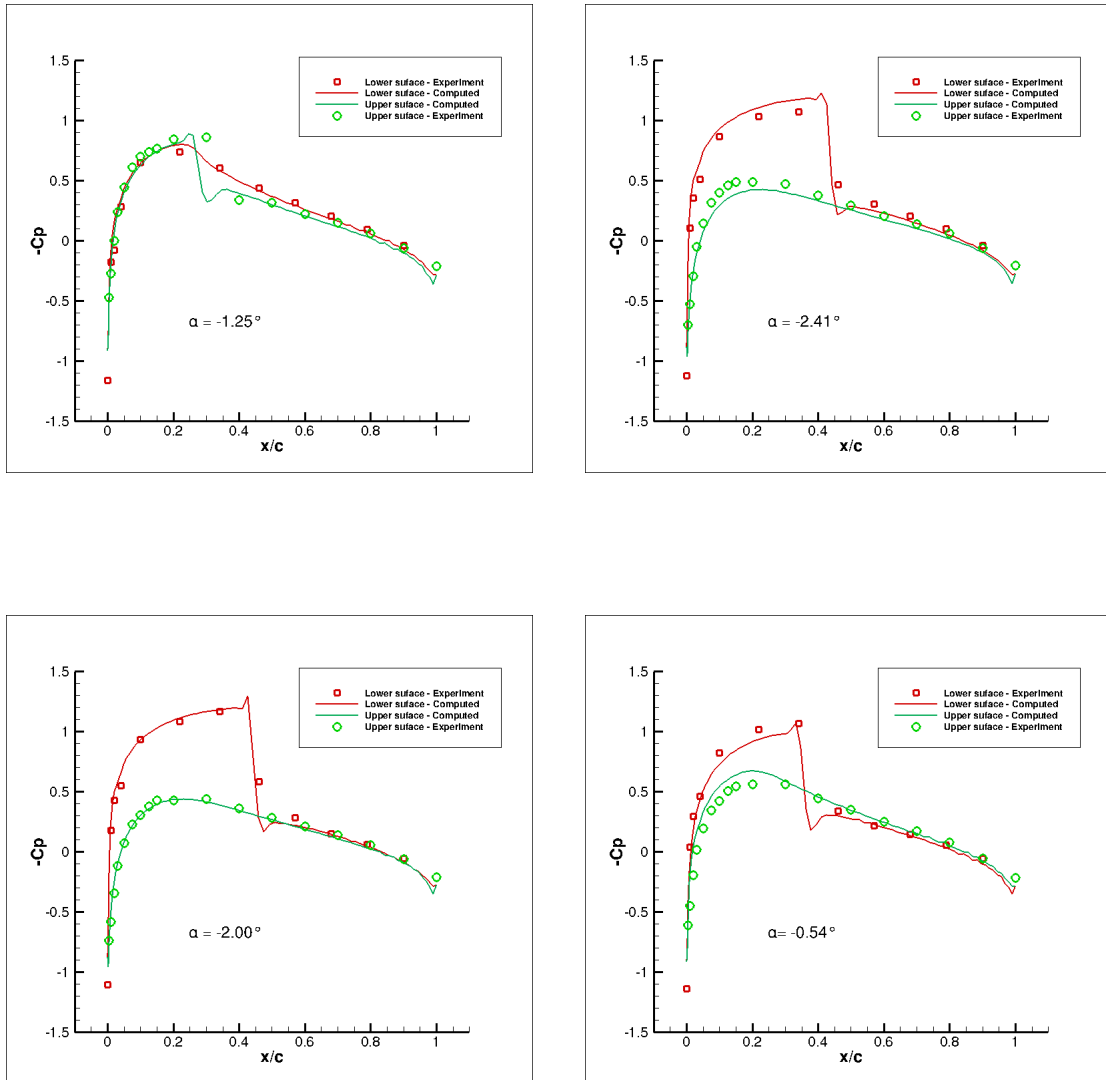 1.5
1
0.5
0
-0.5
-1
-1.5
-Cp
0
0.2
0.4
0.6
0.8
1
x/c
Lower suface - Experiment
Lower suface - Computed
Upper suface - Computed
Upper suface - Experiment
α = -1.25°
1.5
1
0.5
0
-0.5
-1
-1.5
-Cp
0
0.2
0.4
0.6
0.8
1
x/c
Lower suface - Experiment
Lower suface - Computed
Upper suface - Computed
Upper suface - Experiment
α = -2.41°
1.5
1
0.5
0
-0.5
-1
-1.5
-Cp
0
0.2
0.4
0.6
0.8
1
x/c
Lower suface - Experiment
Lower suface - Computed
Upper suface - Computed
Upper suface - Experiment
α = -2.00°
1.5
1
0.5
0
-0.5
-1
-1.5
-Cp
0
0.2
0.4
0.6
0.8
1
x/c
Lower suface - Experiment
Lower suface - Computed
Upper suface - Computed
Upper suface - Experiment
α= -0.54°